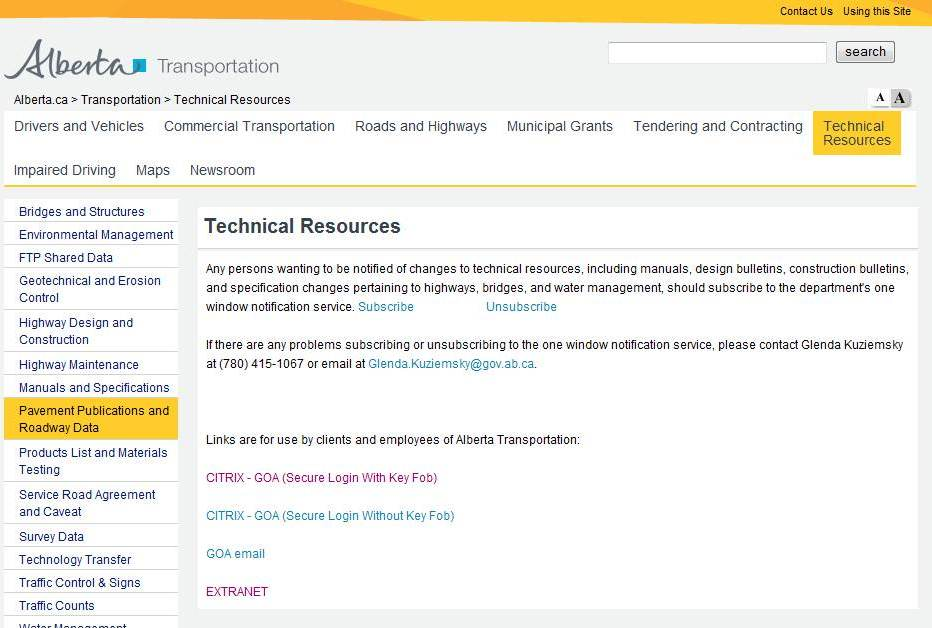 Contact Us Using this Site
Alberta Transportation
search
Alberta.ca > Transportation > Technical Resources
A A
Drivers and Vehicles Commercial Transportation Roads and Highways Municipal Grants Tendering and Contracting Technical
Resources
Impaired Driving Maps Newsroom
Bridges and Structures
Environmental Management
FTP Shared Data
Geotechnical and Erosion
Control
Highway Design and
Construction
Highway Maintenance
Manuals and Specifications
Pavement Publications and
Roadway Data
Products List and Materials
Testing
Service Road Agreement
and Caveat
Survey Data
Technology Transfer
Traffic Control & Signs
Traffic Counts
Water Management
Technical Resources
Any persons wanting to be notified of changes to technical resources, including manuals, design bulletins, construction bulletins,
and specification changes pertaining to highways, bridges, and water management, should subscribe to the department's one
window notification service. Subscribe Unsubscribe
If there are any problems subscribing or unsubscribing to the one window notification service, please contact Glenda Kuziemsky
at (780) 415-1067 or email at Glenda.Kuziemsky@gov.ab.ca.
Links are for use by clients and employees of Alberta Transportation:
CITRIX - GOA (Secure Login With Key Fob)
CITRIX - GOA (Secure Login Without Key Fob)
GOA email
EXTRANET